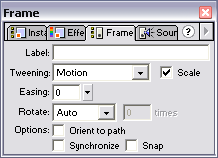 Frame
Insta Effe Frame Sour ?
Label:
Tweening: Motion Scale
Easing: 0
Rotate: Auto 0 times
Options: Orient to path
Synchronize Snap